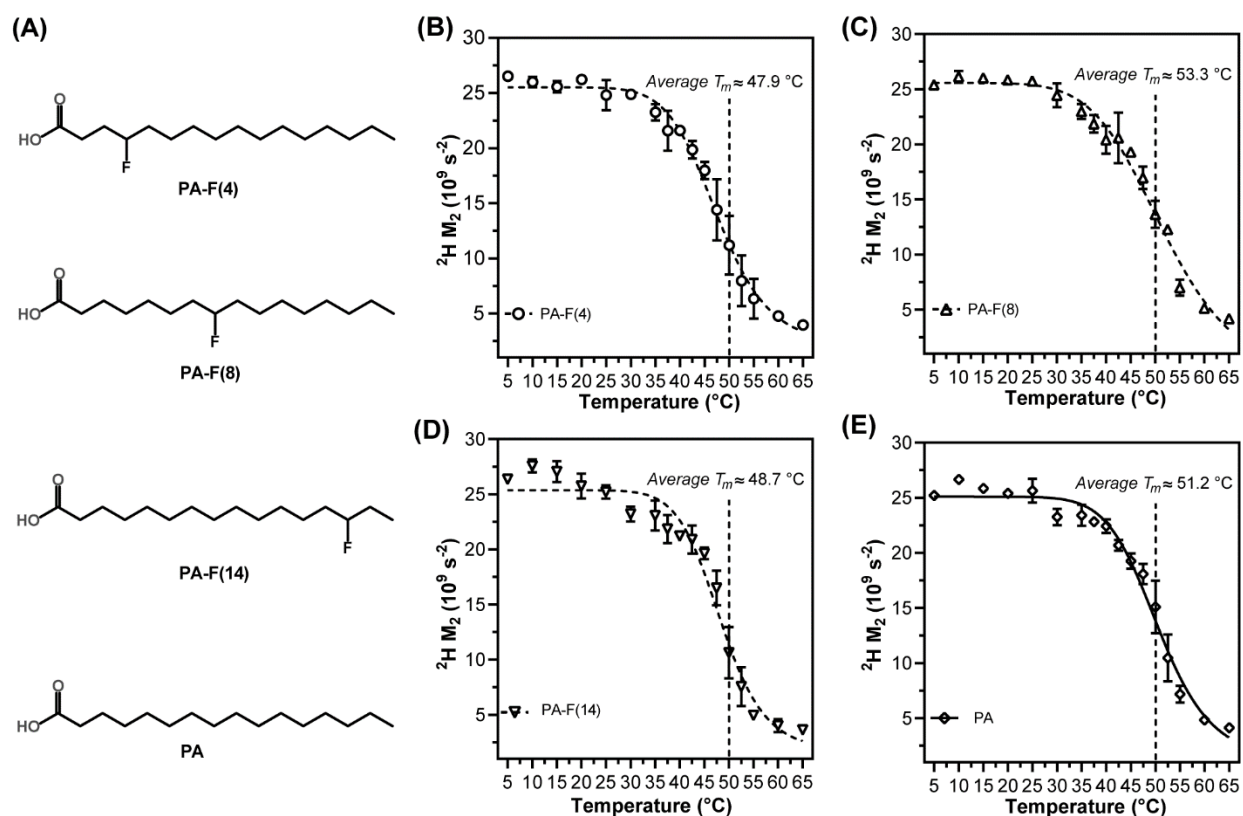 (A)
O
HO
F
PA-F(4)
O
HO
F
PA-F(8)
O
HO
F
PA-F(14)
O
HO
PA
(B)
30
25
20
15
10
5
²H M₂ (10⁹ s⁻²)
Average Tₘ ≈ 47.9 °C
PA-F(4)
5 10 15 20 25 30 35 40 45 50 55 60 65
Temperature (°C)
(C)
30
25
20
15
10
5
²H M₂ (10⁹ s⁻²)
Average Tₘ ≈ 53.3 °C
PA-F(8)
5 10 15 20 25 30 35 40 45 50 55 60 65
Temperature (°C)
(D)
30
25
20
15
10
5
²H M₂ (10⁹ s⁻²)
Average Tₘ ≈ 48.7 °C
PA-F(14)
5 10 15 20 25 30 35 40 45 50 55 60 65
Temperature (°C)
(E)
30
25
20
15
10
5
²H M₂ (10⁹ s⁻²)
Average Tₘ ≈ 51.2 °C
PA
5 10 15 20 25 30 35 40 45 50 55 60 65
Temperature (°C)